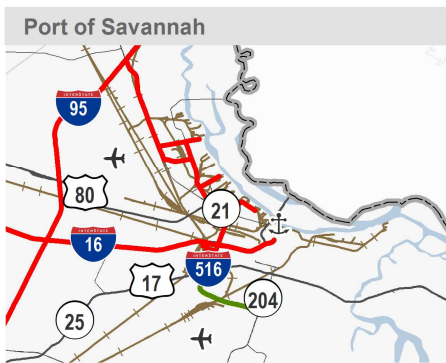 Port of Savannah
INTERSTATE
95
80
21
INTERSTATE
16
INTERSTATE
516
17
204
25